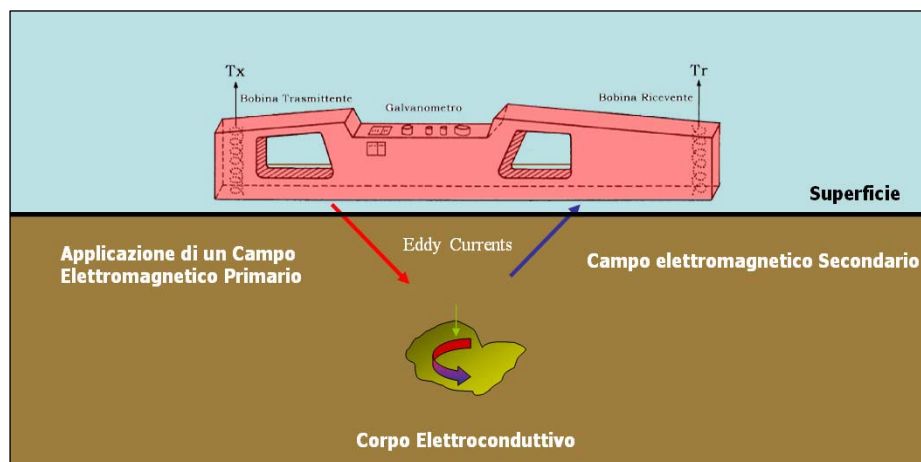 Tx
Tr
Bobina Trasmittente
Galvanometro
Bobina Ricevente
Superficie
Eddy Currents
Applicazione di un Campo
Elettromagnetico Primario
Campo elettromagnetico Secondario
Corpo Elettroconduttivo